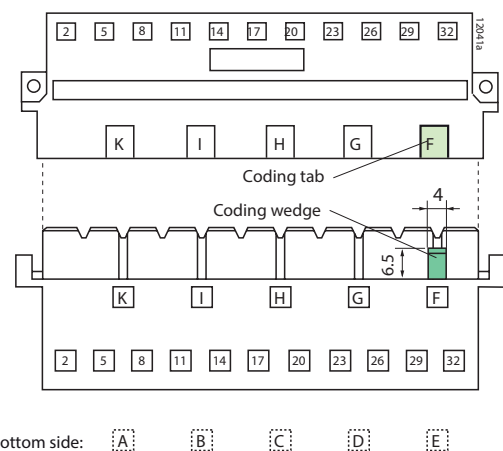 2 5 8 11 14 17 20 23 26 29 32
12041a
K I H G F
Coding tab
4
Coding wedge
6.5
K I H G F
2 5 8 11 14 17 20 23 26 29 32
ottom side: A B C D E